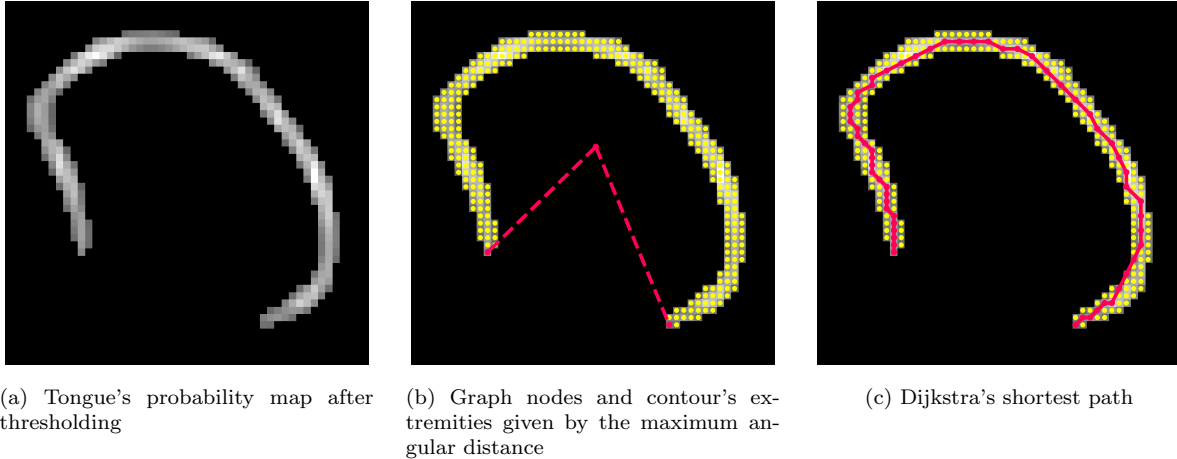 (a) Tongue's probability map after
thresholding
(b) Graph nodes and contour's ex-
tremities given by the maximum an-
gular distance
(c) Dijkstra's shortest path